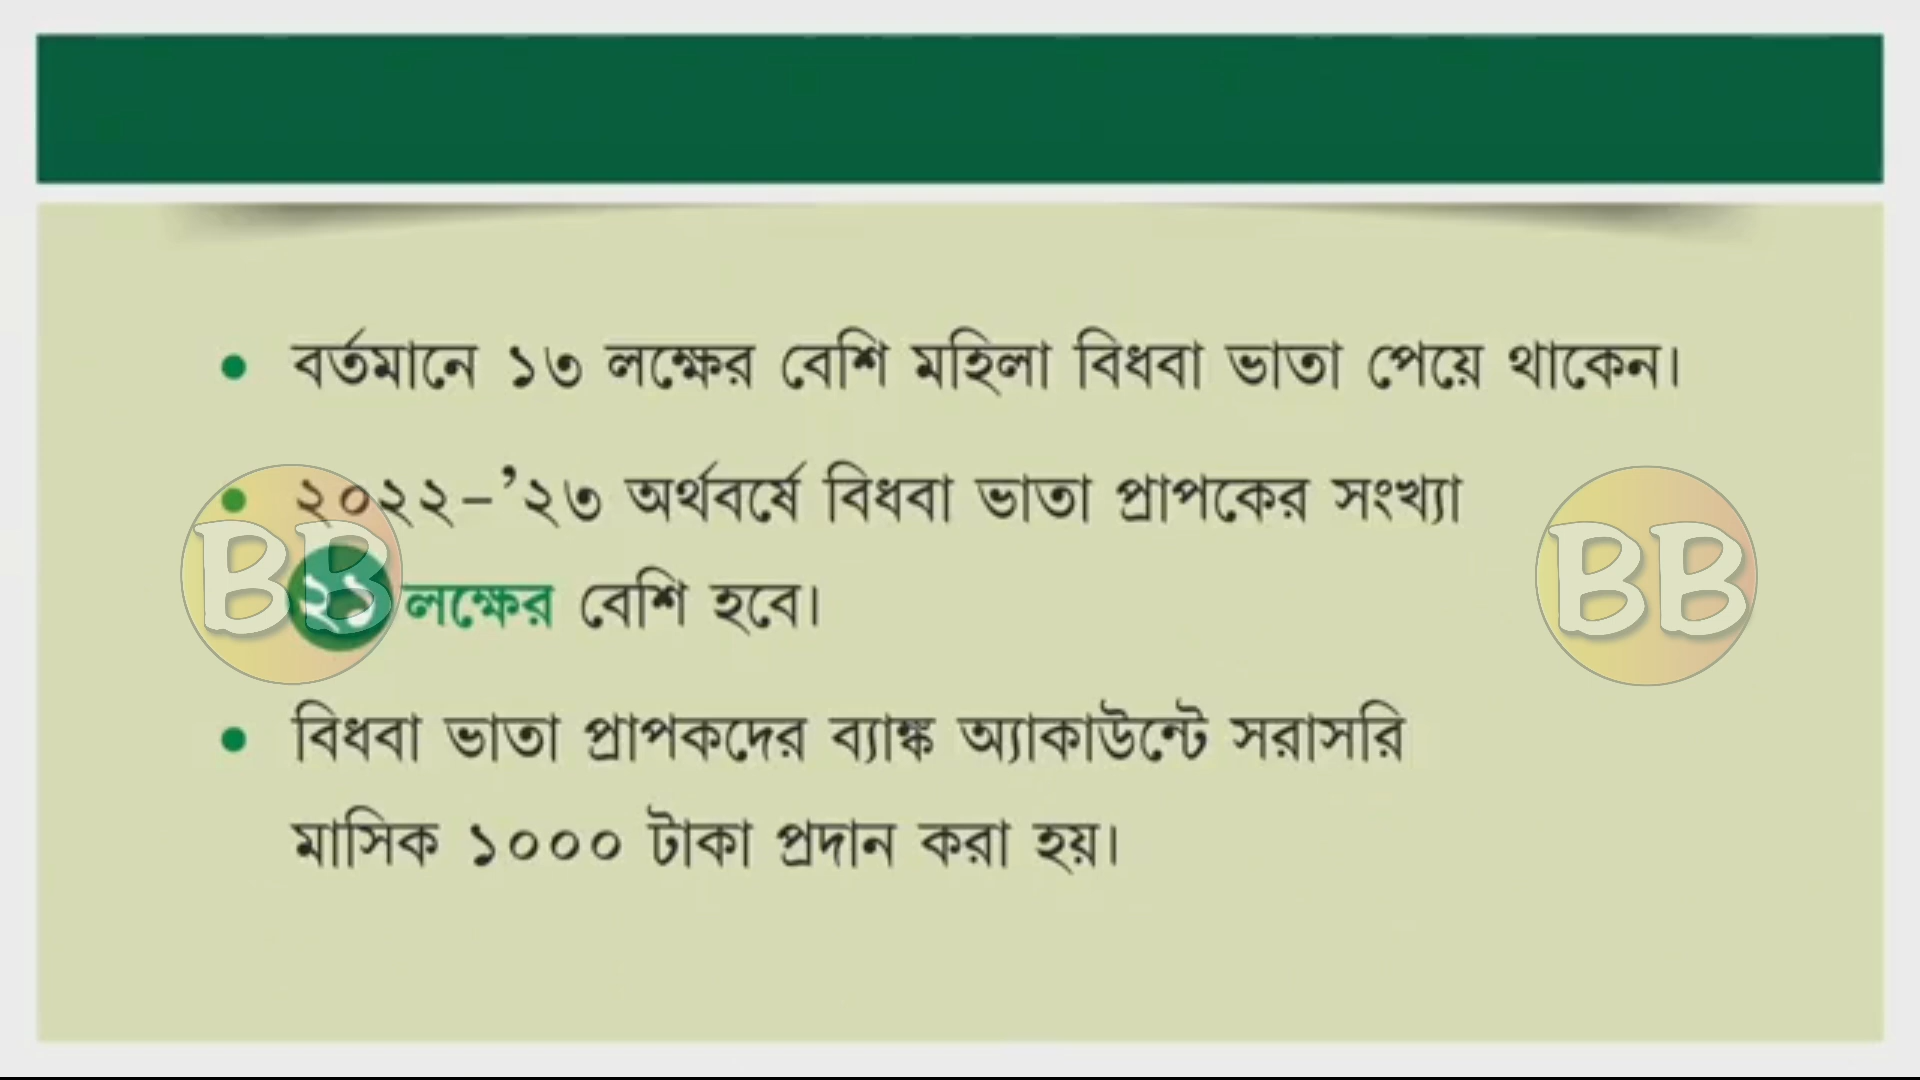 • বর্তমানে ১৩ লক্ষের বেশি মহিলা বিধবা ভাতা পেয়ে থাকেন।
• ২০২২–’২৩ অর্থবর্ষে বিধবা ভাতা প্রাপকের সংখ্যা
২১ লক্ষের বেশি হবে।
BB BB
• বিধবা ভাতা প্রাপকদের ব্যাঙ্ক অ্যাকাউন্টে সরাসরি
মাসিক ১০০০ টাকা প্রদান করা হয়।